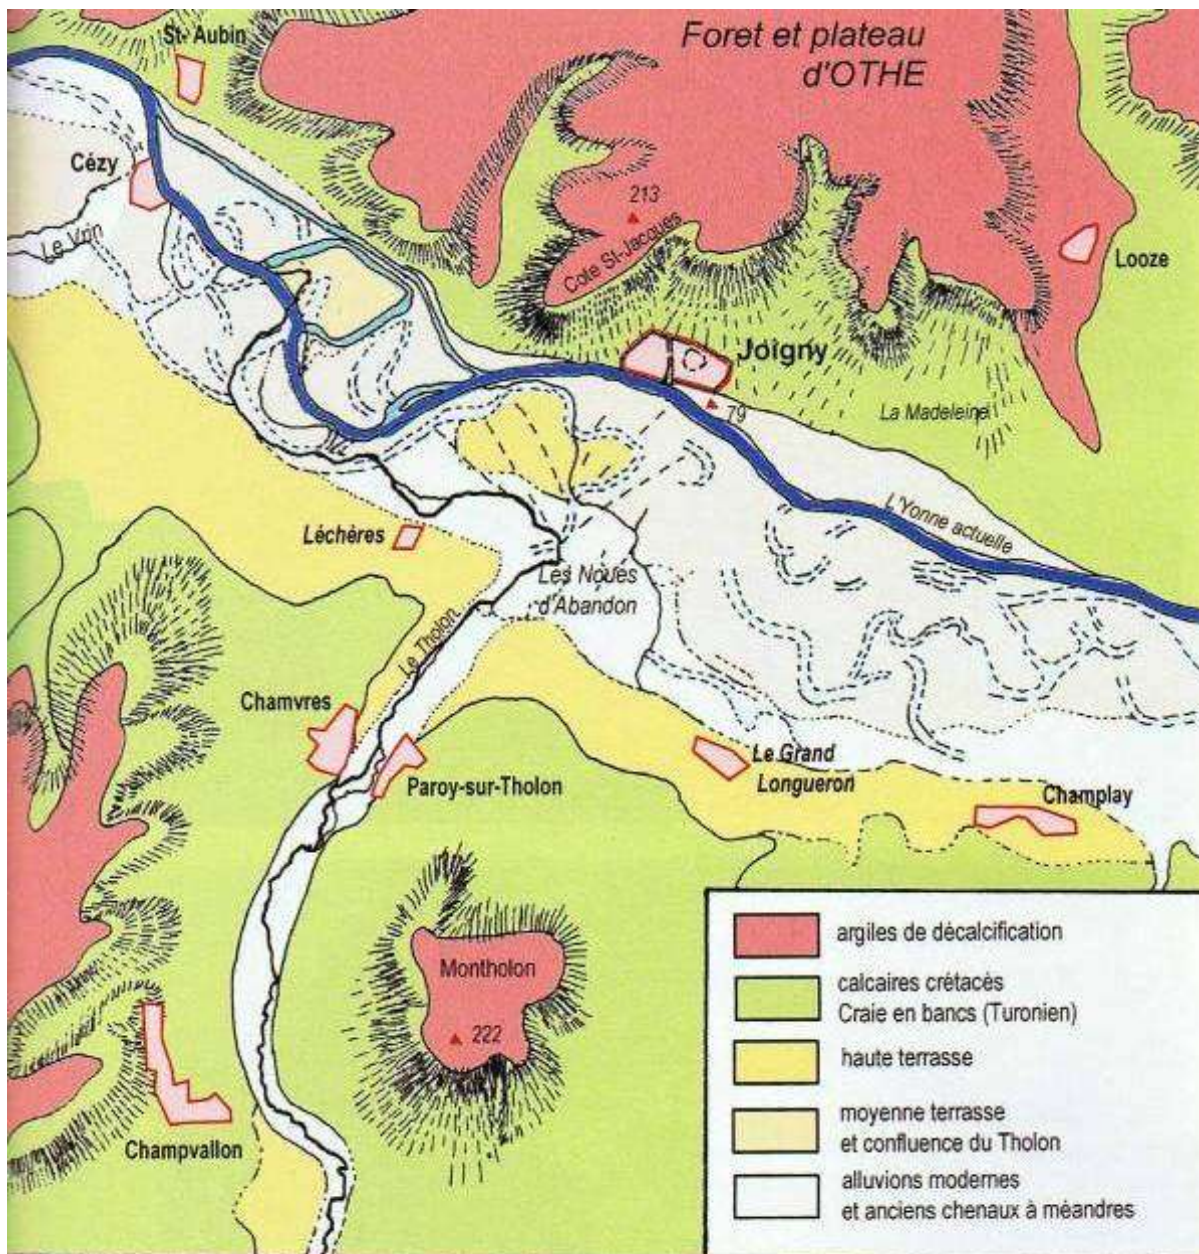 St- Aubin
Foret et plateau
d'OTHE
Cézy
213
Le Vrin
Cote St-Jacques
Looze
Joigny
79
La Madeleine
L'Yonne actuelle
Léchères
Les Noues
d'Abandon
Le Tholon
Chamvres
Le Grand
Longueron
Paroy-sur-Tholon
Champlay
Montholon
222
Champvallon
argiles de décalcification
calcaires crétacés
Craie en bancs (Turonien)
haute terrasse
moyenne terrasse
et confluence du Tholon
alluvions modernes
et anciens chenaux à méandres